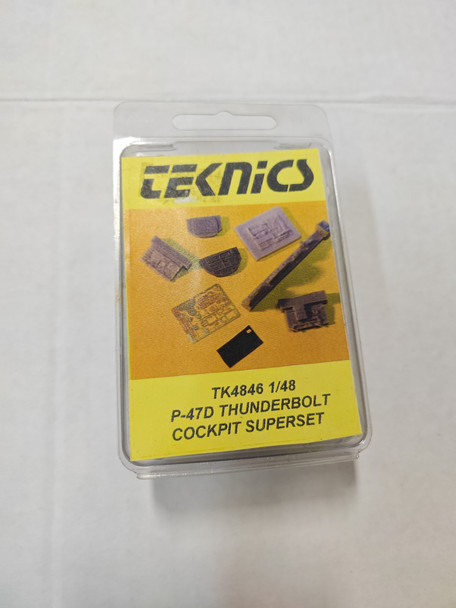 TEKNICS
TK4846 1/48
P-47D THUNDERBOLT
COCKPIT SUPERSET